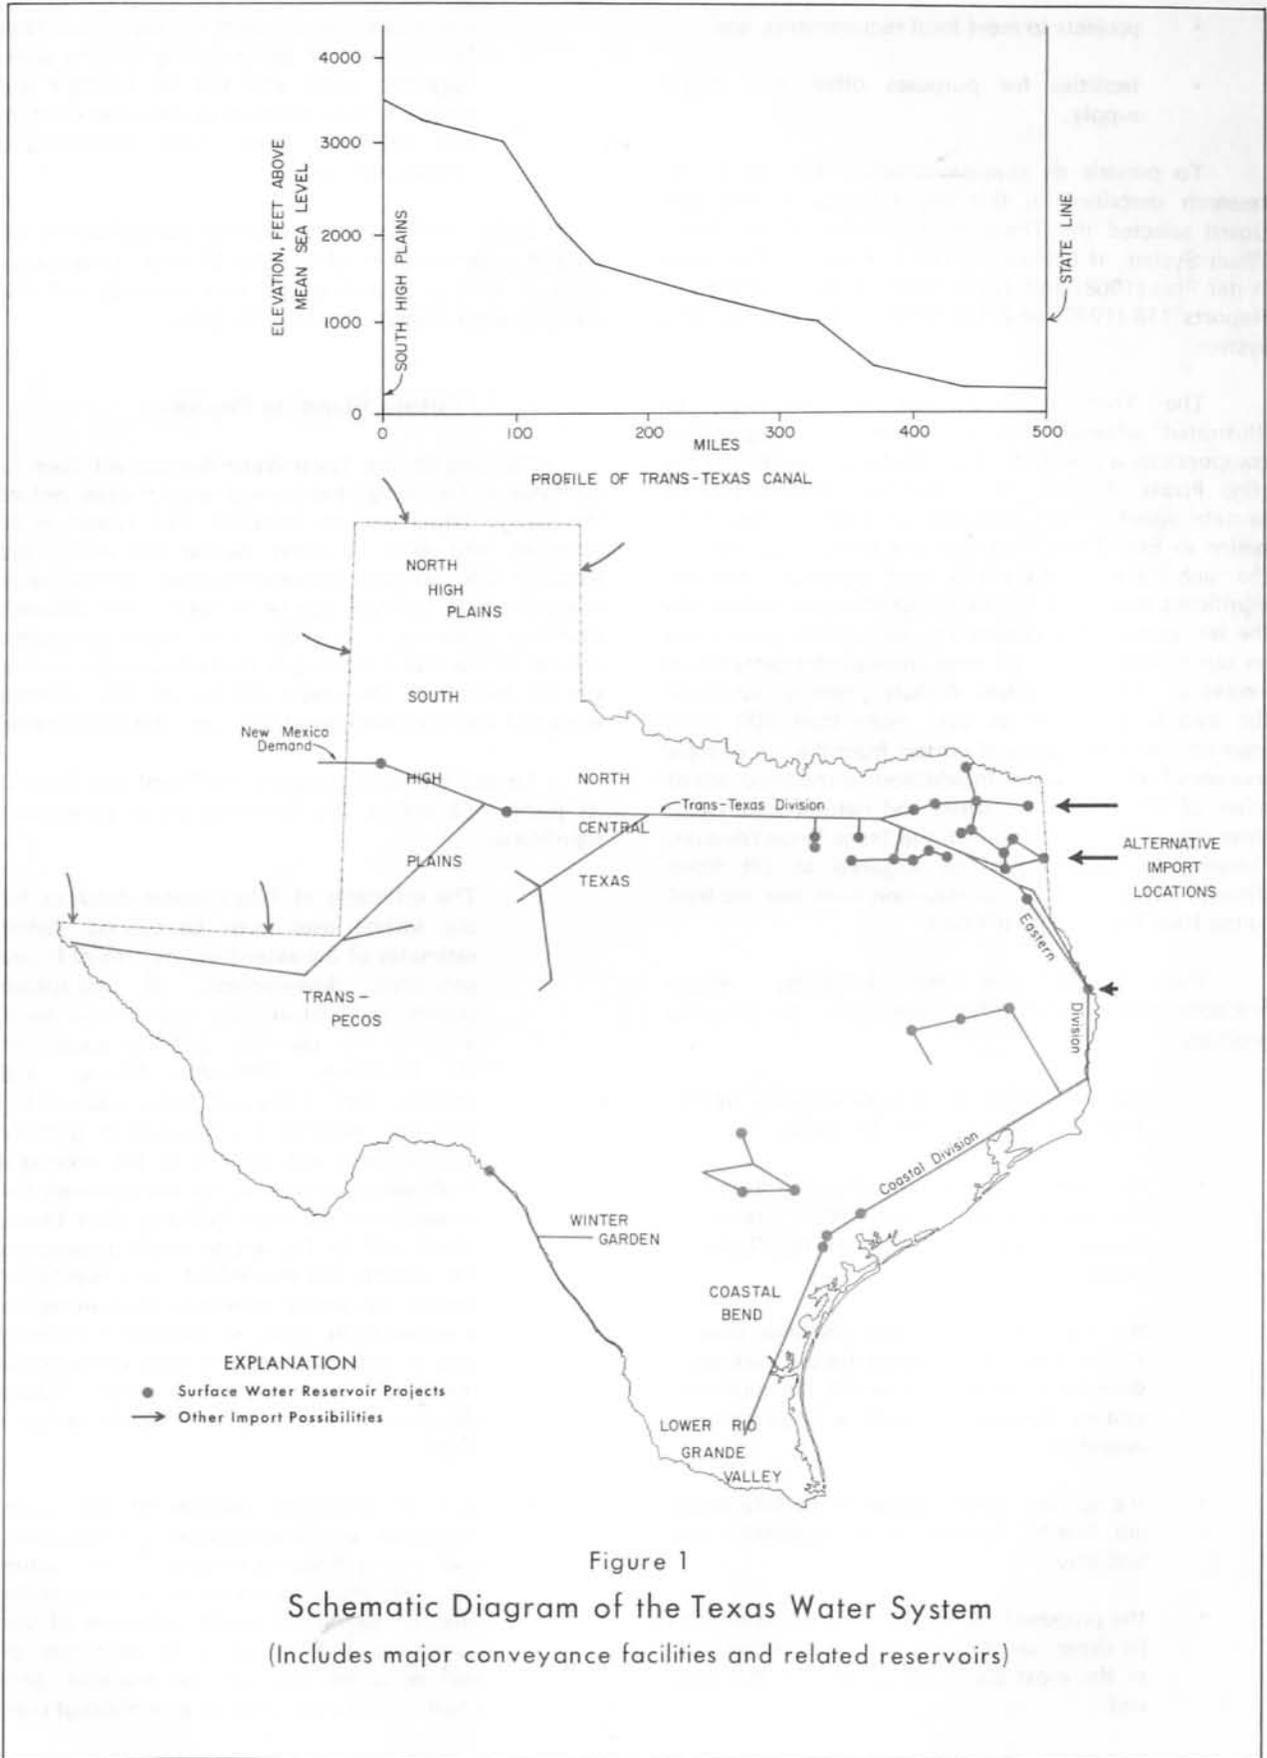 4000
3000
2000
1000
0
ELEVATION, FEET ABOVE
MEAN SEA LEVEL
SOUTH HIGH PLAINS
STATE LINE
0 100 200 300 400 500
MILES
PROFILE OF TRANS-TEXAS CANAL
NORTH
HIGH
PLAINS
SOUTH
New Mexico
Demand
HIGH
NORTH
Trans-Texas Division
CENTRAL
PLAINS
TEXAS
ALTERNATIVE
IMPORT
LOCATIONS
Eastern
Division
TRANS-
PECOS
Coastal Division
WINTER
GARDEN
COASTAL
BEND
EXPLANATION
Surface Water Reservoir Projects
Other Import Possibilities
LOWER RIO
GRANDE
VALLEY
Figure 1
Schematic Diagram of the Texas Water System
(Includes major conveyance facilities and related reservoirs)